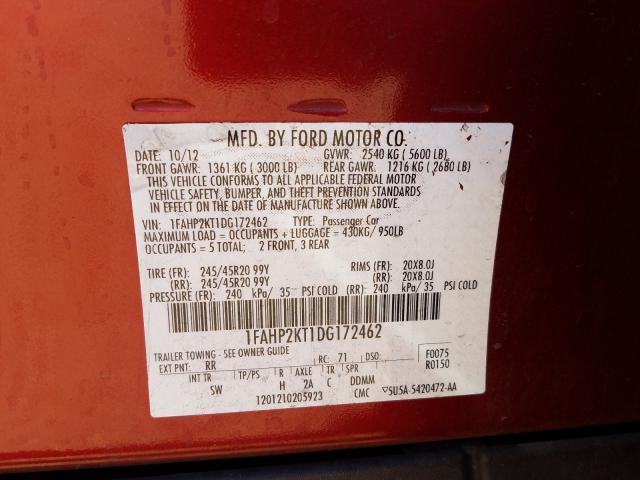 MFD. BY FORD MOTOR CO.
DATE: 10/12 GVWR: 2540 KG ( 5600 LB)
FRONT GAWR: 1361 KG ( 3000 LB) REAR GAWR: 1216 KG ( 2680 LB)
THIS VEHICLE CONFORMS TO ALL APPLICABLE FEDERAL MOTOR
VEHICLE SAFETY, BUMPER, AND THEFT PREVENTION STANDARDS
IN EFFECT ON THE DATE OF MANUFACTURE SHOWN ABOVE.
VIN: 1FAHP2KT1DG172462 TYPE: Passenger Car
MAXIMUM LOAD = OCCUPANTS + LUGGAGE = 430KG/ 950LB
OCCUPANTS = 5 TOTAL; 2 FRONT, 3 REAR
TIRE (FR): 245/45R20 99Y RIMS (FR): 20X8.0J
(RR): 245/45R20 99Y (RR): 20X8.0J
PRESSURE (FR): 240 kPa/ 35 PSI COLD (RR): 240 kPa/ 35 PSI COLD
1FAHP2KT1DG172462
TRAILER TOWING - SEE OWNER GUIDE F0075
EXT PNT: RR RC: 71 DSO: R0150
INT TR TP/PS R AXLE TR SPR
SW H 2A C DDMM
1201210205923 CMC 5U5A-5420472-AA